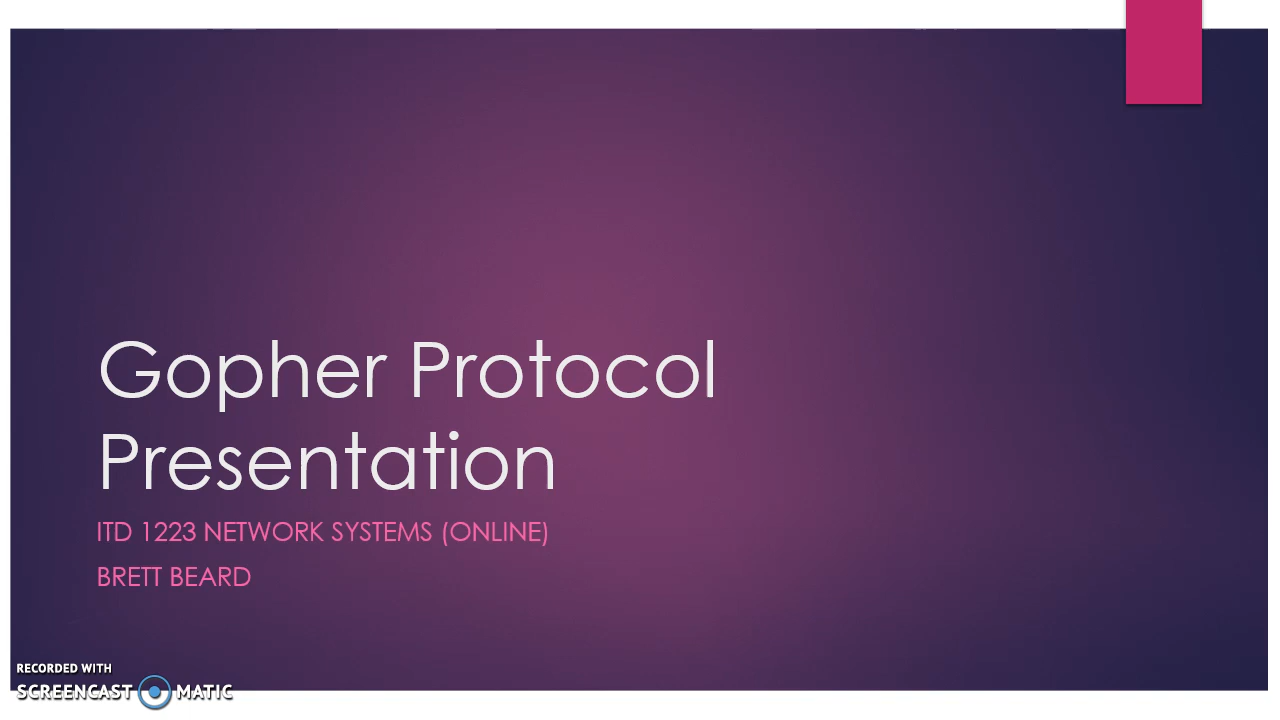 Gopher Protocol
Presentation
ITD 1223 NETWORK SYSTEMS (ONLINE)
BRETT BEARD
RECORDED WITH
SCREENCAST MATIC